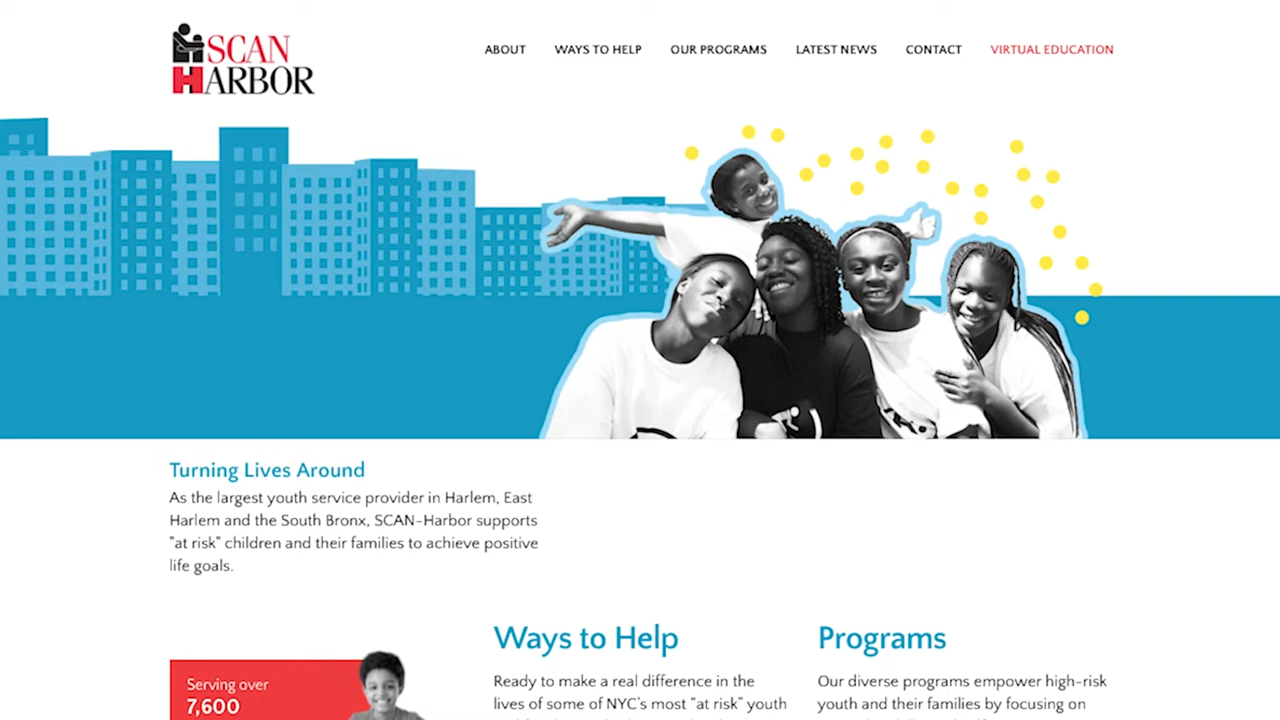 SCAN
HARBOR
ABOUT WAYS TO HELP OUR PROGRAMS LATEST NEWS CONTACT VIRTUAL EDUCATION
Turning Lives Around
As the largest youth service provider in Harlem, East
Harlem and the South Bronx, SCAN-Harbor supports
"at risk" children and their families to achieve positive
life goals.
Serving over
7,600
Ways to Help
Ready to make a real difference in the
lives of some of NYC's most “at risk” youth
Programs
Our diverse programs empower high-risk
youth and their families by focusing on